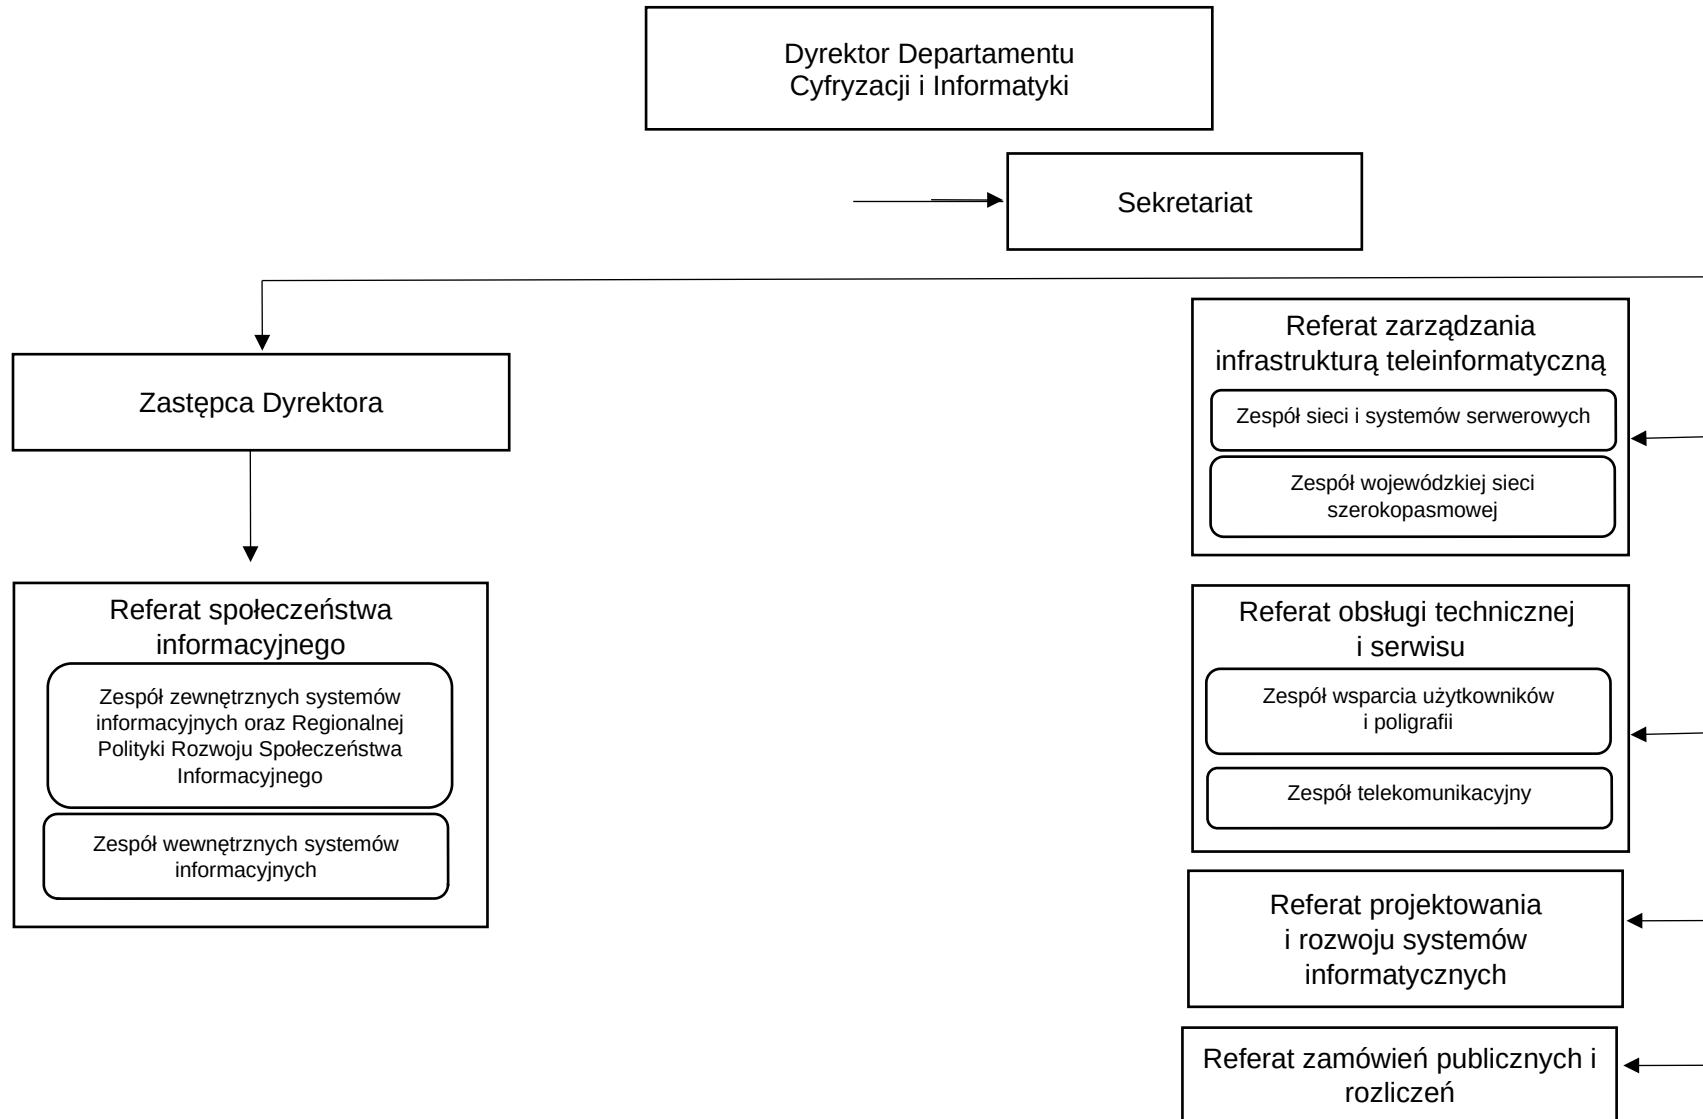 Dyrektor Departamentu
Cyfryzacji i Informatyki
Sekretariat
Zastępca Dyrektora
Referat społeczeństwa
informacyjnego
Zespół zewnętrznych systemów
informacyjnych oraz Regionalnej
Polityki Rozwoju Społeczeństwa
Informacyjnego
Zespół wewnętrznych systemów
informacyjnych
Referat zarządzania
infrastrukturą teleinformatyczną
Zespół sieci i systemów serwerowych
Zespół wojewódzkiej sieci
szerokopasmowej
Referat obsługi technicznej
i serwisu
Zespół wsparcia użytkowników
i poligrafii
Zespół telekomunikacyjny
Referat projektowania
i rozwoju systemów
informatycznych
Referat zamówień publicznych i
rozliczeń